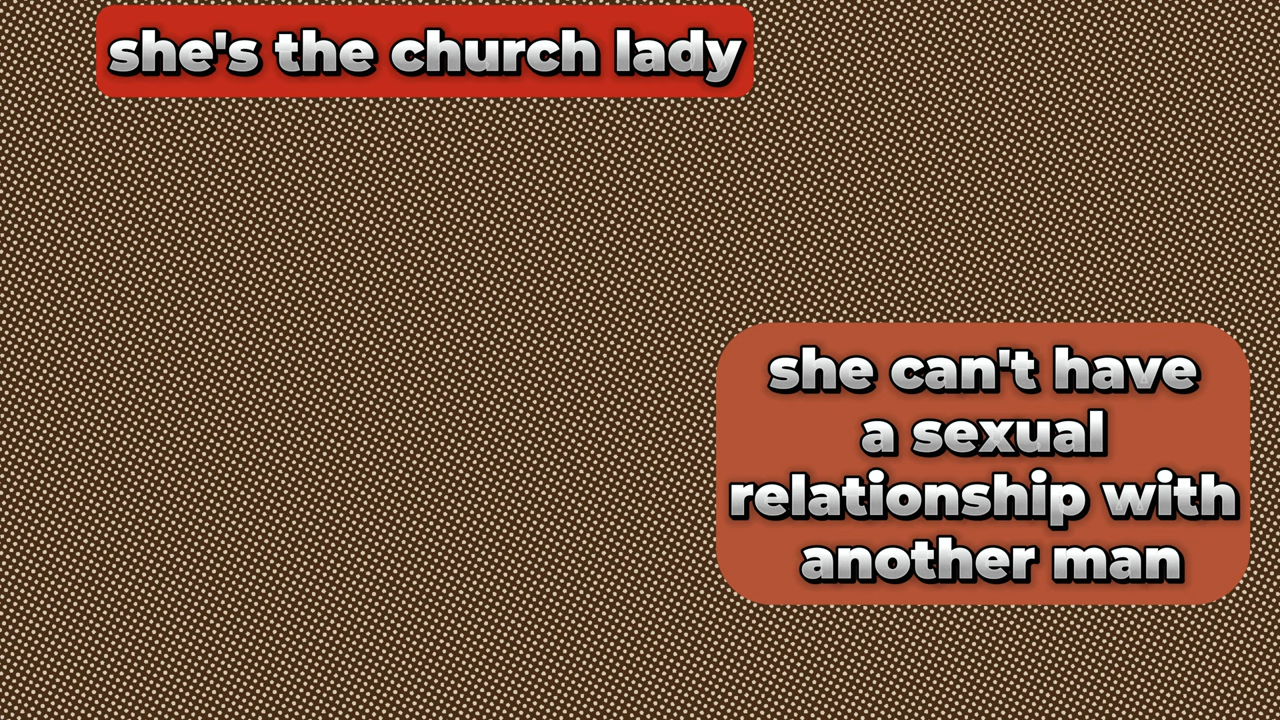 she's the church lady
she can't have
a sexual
relationship with
another man